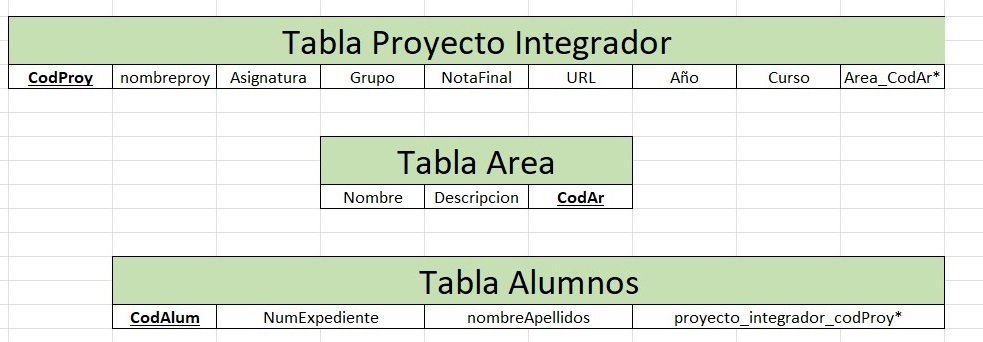 Tabla Proyecto Integrador
CodProy nombreproy Asignatura Grupo NotaFinal URL Año Curso Area_CodAr*
Tabla Area
Nombre Descripcion CodAr
Tabla Alumnos
CodAlum NumExpediente nombreApellidos proyecto_integrador_codProy*